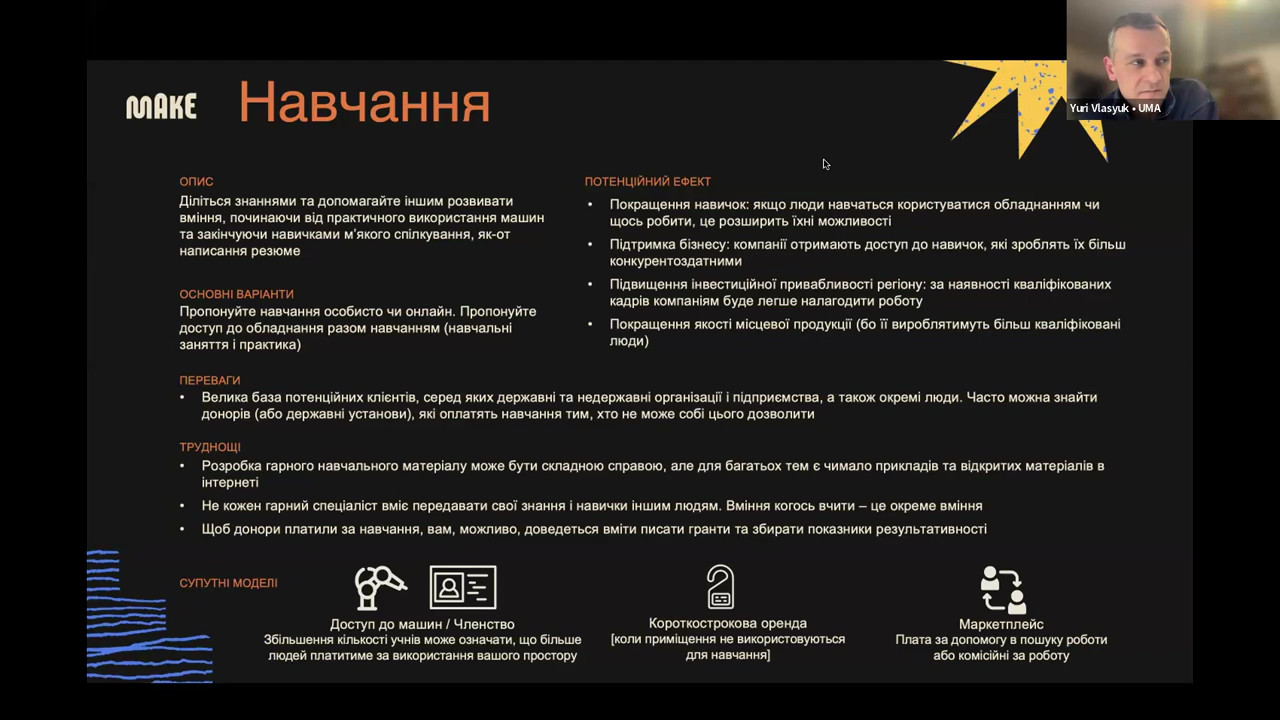 Yuri Vlasyuk • UMA
MAKE
Навчання
ОПИС
Діліться знаннями та допомагайте іншим розвивати
вміння, починаючи від практичного використання машин
та закінчуючи навичками м'якого спілкування, як-от
написання резюме
ОСНОВНІ ВАРІАНТИ
Пропонуйте навчання особисто чи онлайн. Пропонуйте
доступ до обладнання разом навчанням (навчальні
заняття і практика)
ПОТЕНЦІЙНИЙ ЕФЕКТ
• Покращення навичок: якщо люди навчаться користуватися обладнанням чи
щось робити, це розширить їхні можливості
• Підтримка бізнесу: компанії отримають доступ до навичок, які зроблять їх більш
конкурентоздатними
• Підвищення інвестиційної привабливості регіону: за наявності кваліфікованих
кадрів компаніям буде легше налагодити роботу
• Покращення якості місцевої продукції (бо її вироблятимуть більш кваліфіковані
люди)
ПЕРЕВАГИ
• Велика база потенційних клієнтів, серед яких державні та недержавні організації і підприємства, а також окремі люди. Часто можна знайти
донорів (або державні установи), які оплатять навчання тим, хто не може собі цього дозволити
ТРУДНОЩІ
• Розробка гарного навчального матеріалу може бути складною справою, але для багатьох тем є чимало прикладів та відкритих матеріалів в
інтернеті
• Не кожен гарний спеціаліст вміє передавати свої знання і навички іншим людям. Вміння когось вчити – це окреме вміння
• Щоб донори платили за навчання, вам, можливо, доведеться вміти писати гранти та збирати показники результативності
СУПУТНІ МОДЕЛІ
Доступ до машин / Членство
Збільшення кількості учнів може означати, що більше
людей платитиме за використання вашого простору
Короткострокова оренда
[коли приміщення не використовуються
для навчання]
Маркетплейс
Плата за допомогу в пошуку роботи
або комісійні за роботу